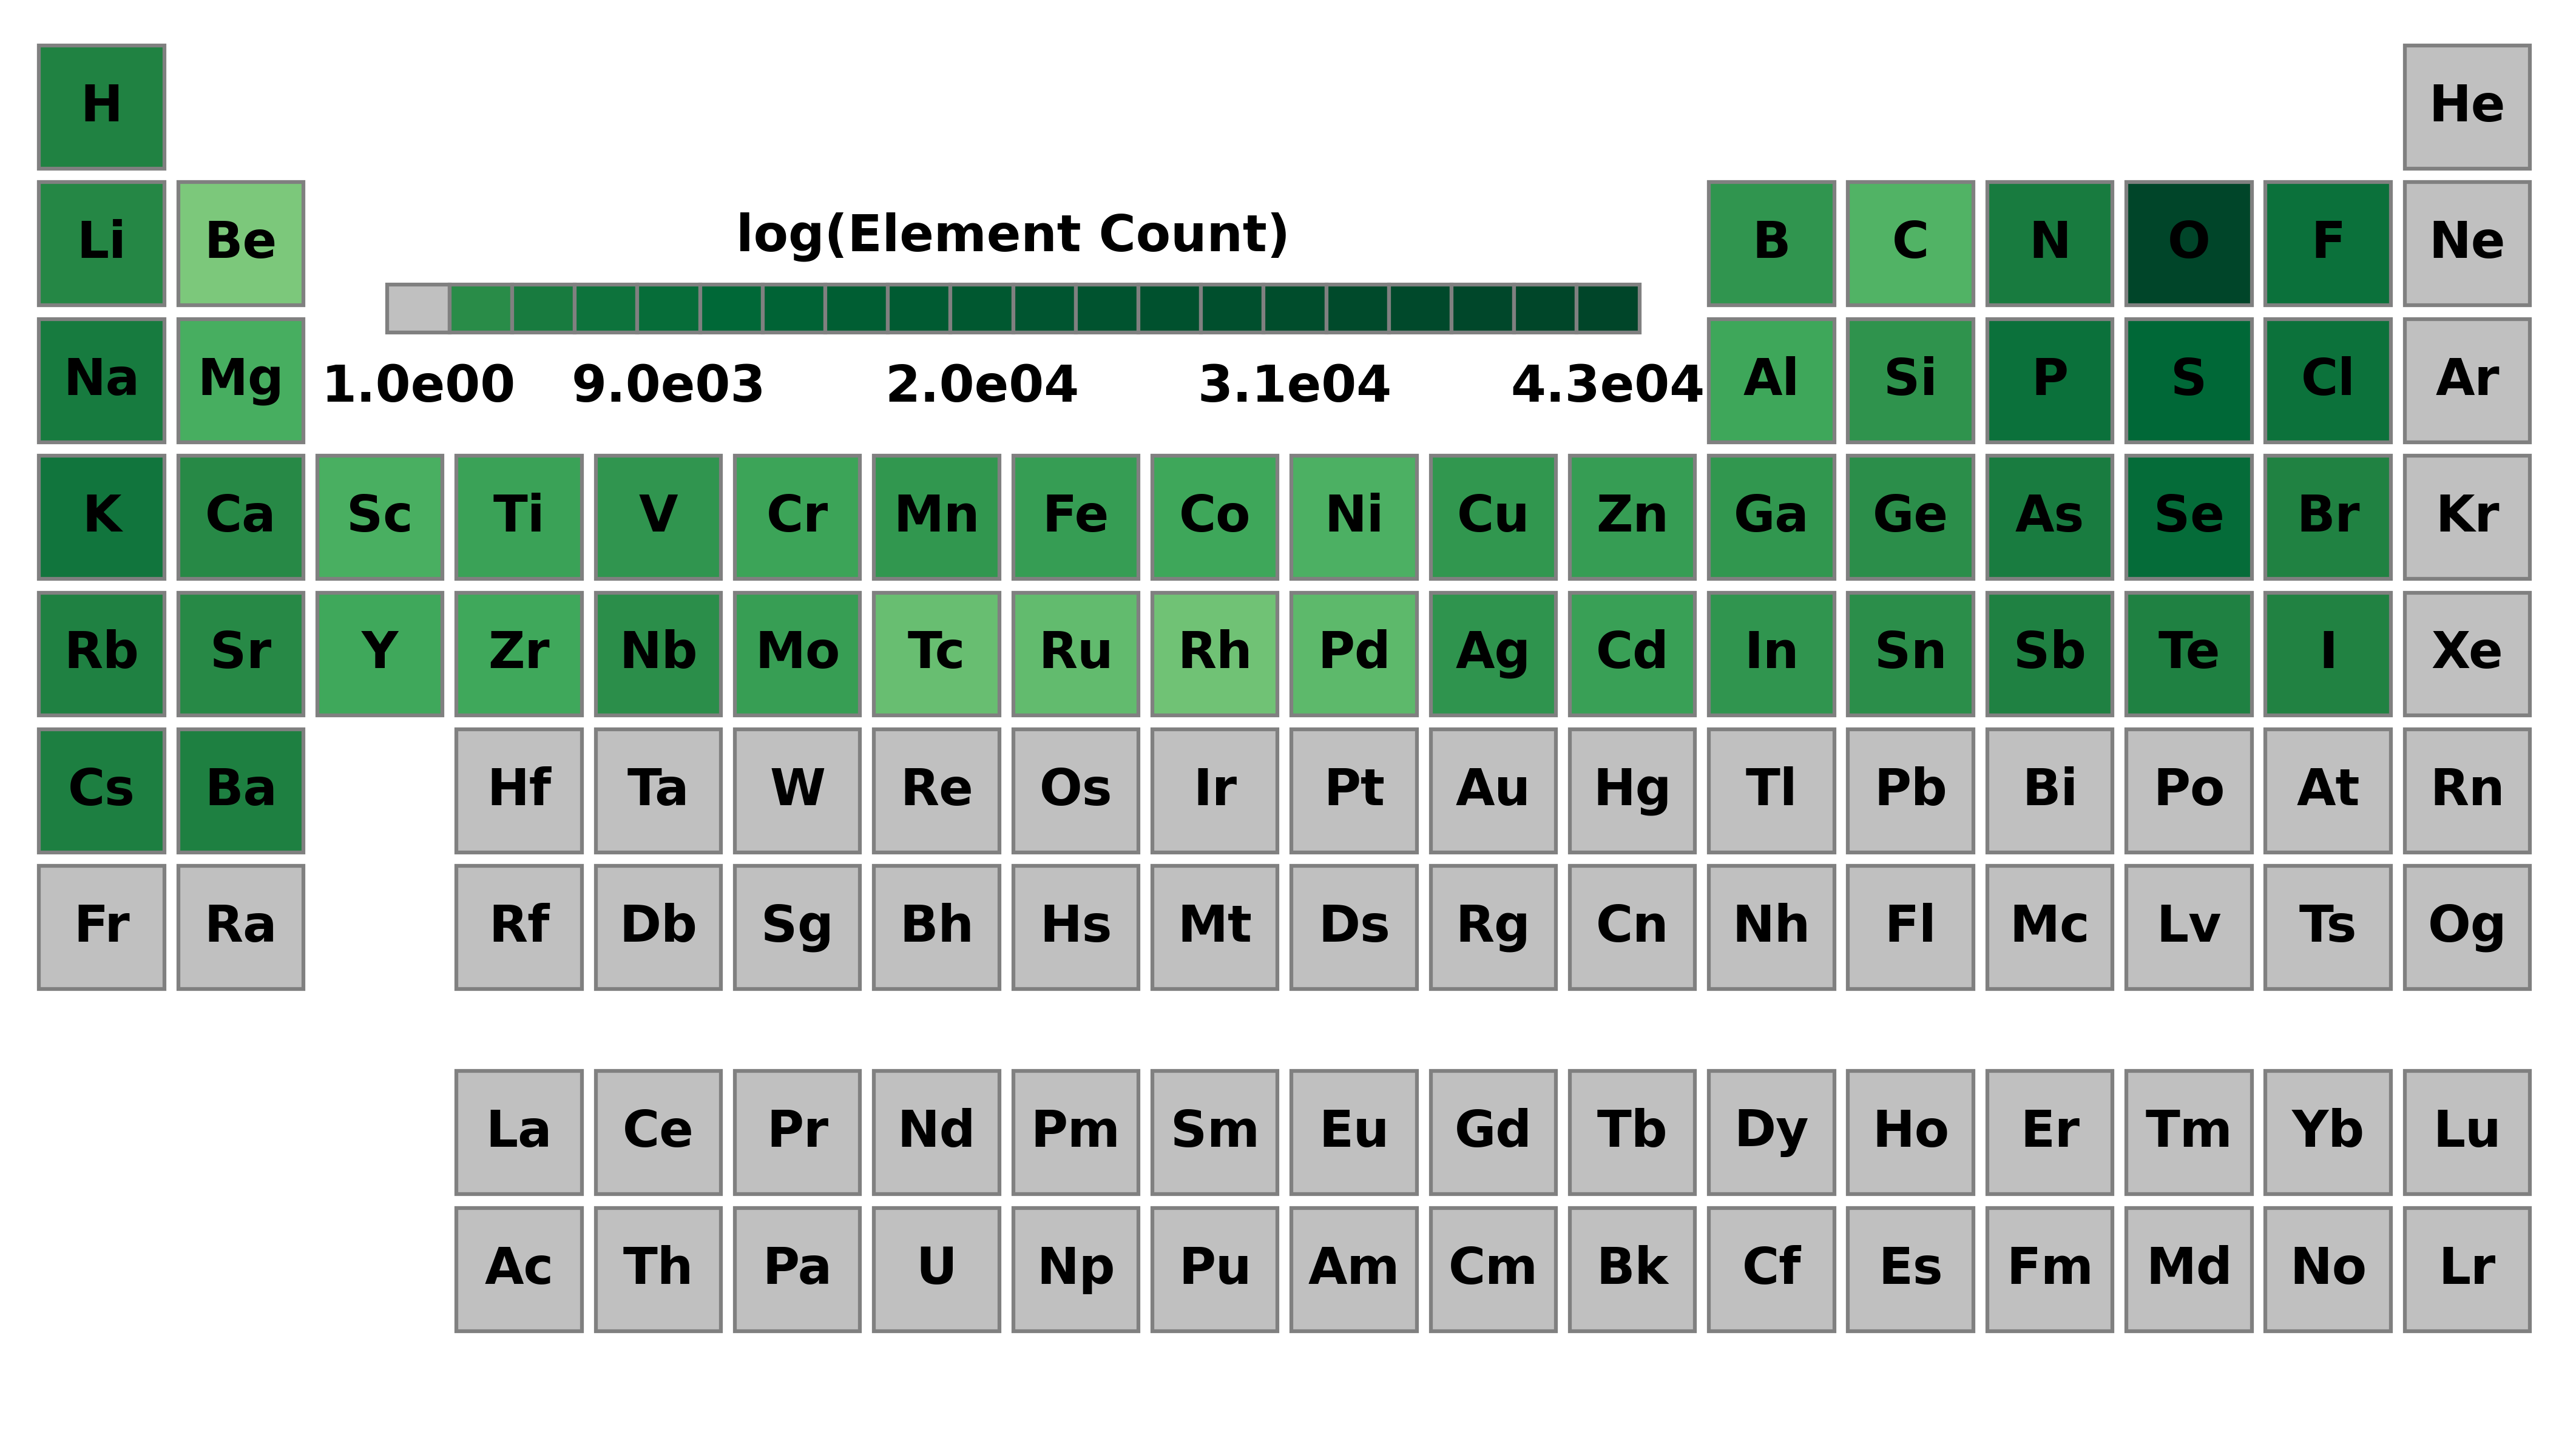 H He
Li Be B C N O F Ne
log(Element Count)
Na Mg Al Si P S Cl Ar
1.0e00 9.0e03 2.0e04 3.1e04 4.3e04
K Ca Sc Ti V Cr Mn Fe Co Ni Cu Zn Ga Ge As Se Br Kr
Rb Sr Y Zr Nb Mo Tc Ru Rh Pd Ag Cd In Sn Sb Te I Xe
Cs Ba Hf Ta W Re Os Ir Pt Au Hg Tl Pb Bi Po At Rn
Fr Ra Rf Db Sg Bh Hs Mt Ds Rg Cn Nh Fl Mc Lv Ts Og
La Ce Pr Nd Pm Sm Eu Gd Tb Dy Ho Er Tm Yb Lu
Ac Th Pa U Np Pu Am Cm Bk Cf Es Fm Md No Lr